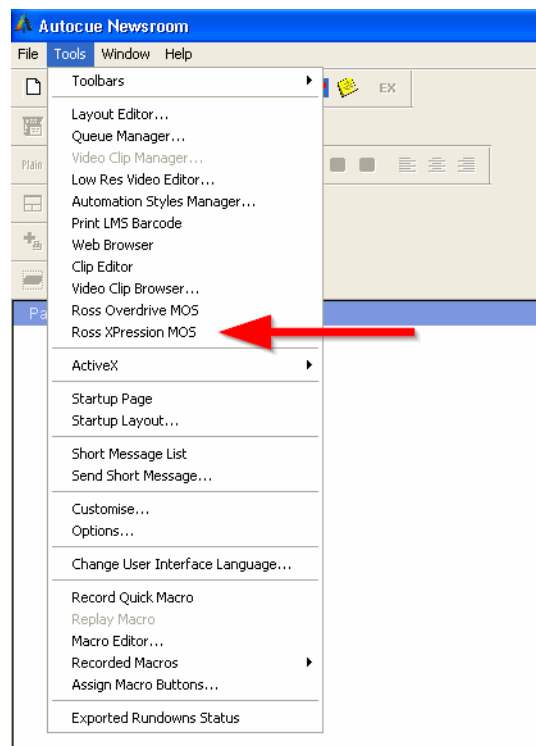 Autocue Newsroom
File Tools Window Help
Toolbars
EX
Layout Editor...
Queue Manager...
Video Clip Manager...
Plain
Low Res Video Editor...
Automation Styles Manager...
Print LMS Barcode
Web Browser
Clip Editor
Video Clip Browser...
Ross Overdrive MOS
Pa
Ross XPression MOS
ActiveX
Startup Page
Startup Layout...
Short Message List
Send Short Message...
Customise...
Options...
Change User Interface Language...
Record Quick Macro
Replay Macro
Macro Editor...
Recorded Macros
Assign Macro Buttons...
Exported Rundowns Status